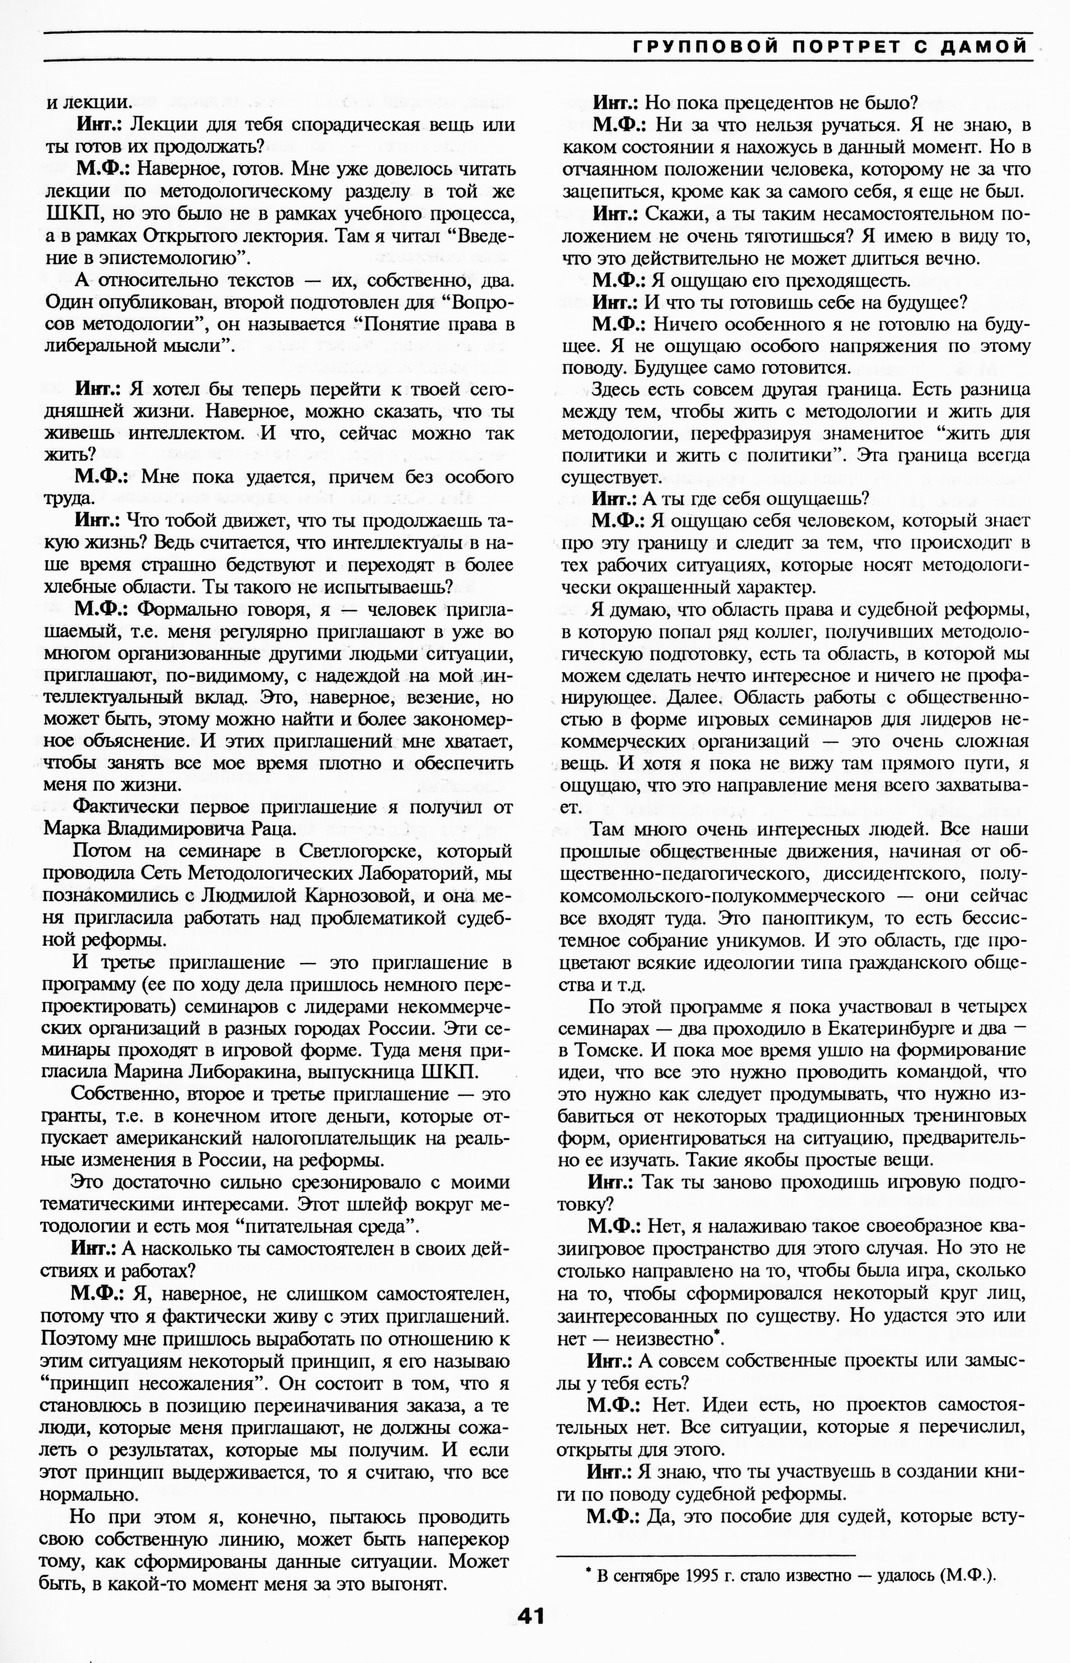 ГРУППОВОЙ ПОРТРЕТ С ДАМОЙ
и лекции.
Инт.: Лекции для тебя спорадическая вещь или
ты готов их продолжать?
М.Ф.: Наверное, готов. Мне уже довелось читать
лекции по методологическому разделу в той же
ШКП, но это было не в рамках учебного процесса,
а в рамках Открытого лектория. Там я читал “Введе-
ние в эпистемологию”.
А относительно текстов — их, собственно, два.
Один опубликован, второй подготовлен для “Вопро-
сов методологии”, он называется “Понятие права в
либеральной мысли”.
Инт.: Я хотел бы теперь перейти к твоей сего-
дняшней жизни. Наверное, можно сказать, что ты
живешь интеллектом. И что, сейчас можно так
жить?
М.Ф.: Мне пока удается, причем без особого
труда.
Инт.: Что тобой движет, что ты продолжаешь та-
кую жизнь? Ведь считается, что интеллектуалы в на-
ше время страшно бедствуют и переходят в более
хлебные области. Ты такого не испытываешь?
М.Ф.: Формально говоря, я — человек пригла-
шаемый, т.е. меня регулярно приглашают в уже во
многом организованные другими людьми ситуации,
приглашают, по-видимому, с надеждой на мой ин-
теллектуальный вклад. Это, наверное, везение, но
может быть, этому можно найти и более закономер-
ное объяснение. И этих приглашений мне хватает,
чтобы занять все мое время плотно и обеспечить
меня по жизни.
Фактически первое приглашение я получил от
Марка Владимировича Раца.
Потом на семинаре в Светлогорске, который
проводила Сеть Методологических Лабораторий, мы
познакомились с Людмилой Карнозовой, и она ме-
ня пригласила работать над проблематикой судеб-
ной реформы.
И третье приглашение — это приглашение в
программу (ее по ходу дела пришлось немного пере-
проектировать) семинаров с лидерами некоммерче-
ских организаций в разных городах России. Эти се-
минары проходят в игровой форме. Туда меня при-
гласила Марина Либоракина, выпускница ШКП.
Собственно, второе и третье приглашение — это
гранты, т.е. в конечном итоге деньги, которые от-
пускает американский налогоплательщик на реаль-
ные изменения в России, на реформы.
Это достаточно сильно срезонировало с моими
тематическими интересами. Этот шлейф вокруг ме-
тодологии и есть моя “питательная среда”.
Инт.: А насколько ты самостоятелен в своих дей-
ствиях и работах?
М.Ф.: Я, наверное, не слишком самостоятелен,
потому что я фактически живу с этих приглашений.
Поэтому мне пришлось выработать по отношению к
этим ситуациям некоторый принцип, я его называю
“принцип несожаления”. Он состоит в том, что я
становлюсь в позицию переиначивания заказа, а те
люди, которые меня приглашают, не должны сожа-
леть о результатах, которые мы получим. И если
этот принцип выдерживается, то я считаю, что все
нормально.
Но при этом я, конечно, пытаюсь проводить
свою собственную линию, может быть наперекор
тому, как сформированы данные ситуации. Может
быть, в какой-то момент меня за это выгонят.
Инт.: Но пока прецедентов не было?
М.Ф.: Ни за что нельзя ручаться. Я не знаю, в
каком состоянии я нахожусь в данный момент. Но в
отчаянном положении человека, которому не за что
зацепиться, кроме как за самого себя, я еще не был.
Инт.: Скажи, а ты таким несамостоятельном по-
ложением не очень тяготишься? Я имею в виду то,
что это действительно не может длиться вечно.
М.Ф.: Я ощущаю его преходящесть.
Инт.: И что ты готовишь себе на будущее?
М.Ф.: Ничего особенного я не готовлю на буду-
щее. Я не ощущаю особого напряжения по этому
поводу. Будущее само готовится.
Здесь есть совсем другая граница. Есть разница
между тем, чтобы жить с методологии и жить для
методологии, перефразируя знаменитое “жить для
политики и жить с политики”. Эта граница всегда
существует.
Инт.: А ты где себя ощущаешь?
М.Ф.: Я ощущаю себя человеком, который знает
про эту границу и следит за тем, что происходит в
тех рабочих ситуациях, которые носят методологи-
чески окрашенный характер.
Я думаю, что область права и судебной реформы,
в которую попал ряд коллег, получивших методоло-
гическую подготовку, есть та область, в которой мы
можем сделать нечто интересное и ничего не профа-
нирующее. Далее. Область работы с общественно-
стью в форме игровых семинаров для лидеров не-
коммерческих организаций — это очень сложная
вещь. И хотя я пока не вижу там прямого пути, я
ощущаю, что это направление меня всего захватыва-
ет.
Там много очень интересных людей. Все наши
прошлые общественные движения, начиная от об-
щественно-педагогического, диссидентского, полу-
комсомольского-полукоммерческого — они сейчас
все входят туда. Это паноптикум, то есть бессис-
темное собрание уникумов. И это область, где про-
цветают всякие идеологии типа гражданского обще-
ства и т.д.
По этой программе я пока участвовал в четырех
семинарах — два проходило в Екатеринбурге и два —
в Томске. И пока мое время ушло на формирование
идеи, что все это нужно проводить командой, что
это нужно как следует продумывать, что нужно из-
бавиться от некоторых традиционных тренинговых
форм, ориентироваться на ситуацию, предваритель-
но ее изучать. Такие якобы простые вещи.
Инт.: Так ты заново проходишь игровую подго-
товку?
М.Ф.: Нет, я налаживаю такое своеобразное ква-
зиигровое пространство для этого случая. Но это не
столько направлено на то, чтобы была игра, сколько
на то, чтобы сформировался некоторый круг лиц,
заинтересованных по существу. Но удастся это или
нет — неизвестно*.
Инт.: А совсем собственные проекты или замыс-
лы у тебя есть?
М.Ф.: Нет. Идеи есть, но проектов самостоя-
тельных нет. Все ситуации, которые я перечислил,
открыты для этого.
Инт.: Я знаю, что ты участвуешь в создании кни-
ги по поводу судебной реформы.
М.Ф.: Да, это пособие для судей, которые всту-
* В сентябре 1995 г. стало известно — удалось (М.Ф.).
41